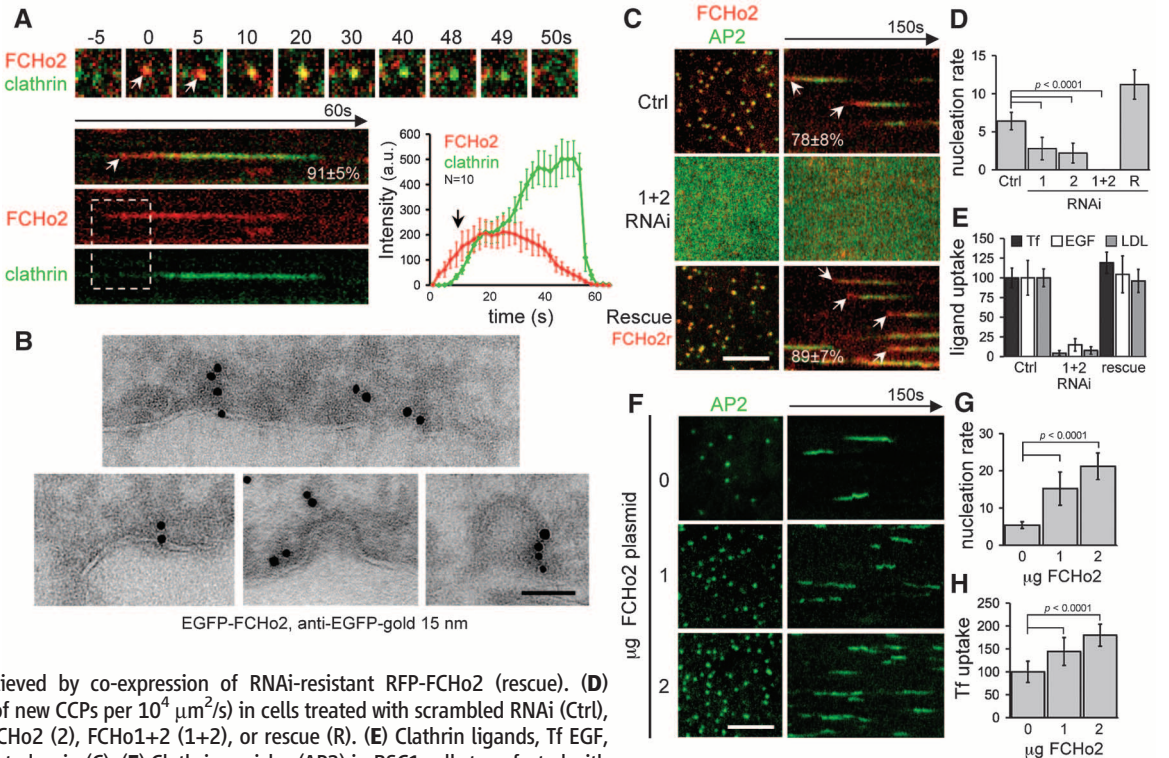 A
-5 0 5 10 20 30 40 48 49 50s
FCHo2
clathrin
60s
91±5%
FCHo2
clathrin
600
500
400
300
200
100
0
Intensity (a.u.)
FCHo2
clathrin
N=10
0 20 40 60
time (s)
B
EGFP-FCHo2, anti-EGFP-gold 15 nm
C
FCHo2
AP2
150s
Ctrl
78±8%
1+2
RNAi
Rescue
FCHo2r
89±7%
D
nucleation rate
15
10
5
0
p < 0.0001
Ctrl 1 2 1+2 R
RNAi
E
Tf EGF LDL
ligand uptake
150
125
100
75
50
25
0
Ctrl 1+2 rescue
RNAi
F
AP2
150s
µg FCHo2 plasmid
0
1
2
G
nucleation rate
30
20
10
0
p < 0.0001
0 1 2
µg FCHo2
H
Tf uptake
250
200
150
100
50
0
p < 0.0001
0 1 2
µg FCHo2
ieved by co-expression of RNAi-resistant RFP-FCHo2 (rescue). (D)
of new CCPs per 10⁴ µm²/s) in cells treated with scrambled RNAi (Ctrl),
CHo2 (2), FCHo1+2 (1+2), or rescue (R). (E) Clathrin ligands, Tf EGF,